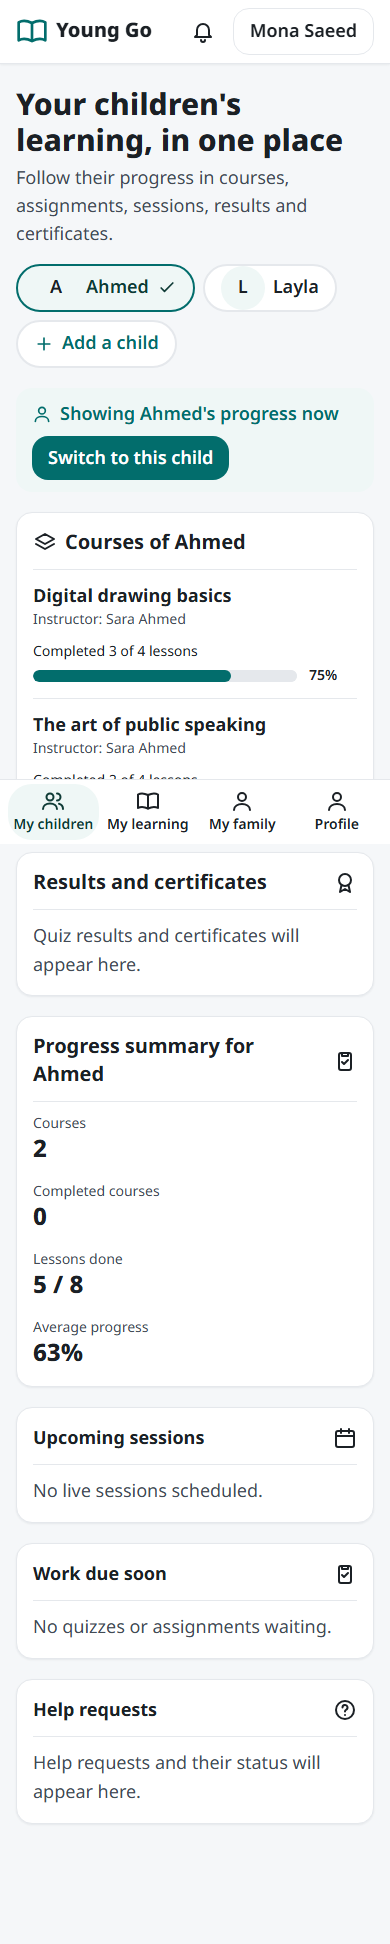 Young Go
Mona Saeed
Your children's
learning, in one place
Follow their progress in courses,
assignments, sessions, results and
certificates.
A Ahmed
L Layla
+ Add a child
Showing Ahmed's progress now
Switch to this child
Courses of Ahmed
Digital drawing basics
Instructor: Sara Ahmed
Completed 3 of 4 lessons
75%
The art of public speaking
Instructor: Sara Ahmed
Completed 2 of 4 lessons
My children
My learning
My family
Profile
Results and certificates
Quiz results and certificates will
appear here.
Progress summary for
Ahmed
Courses
2
Completed courses
0
Lessons done
5 / 8
Average progress
63%
Upcoming sessions
No live sessions scheduled.
Work due soon
No quizzes or assignments waiting.
Help requests
Help requests and their status will
appear here.